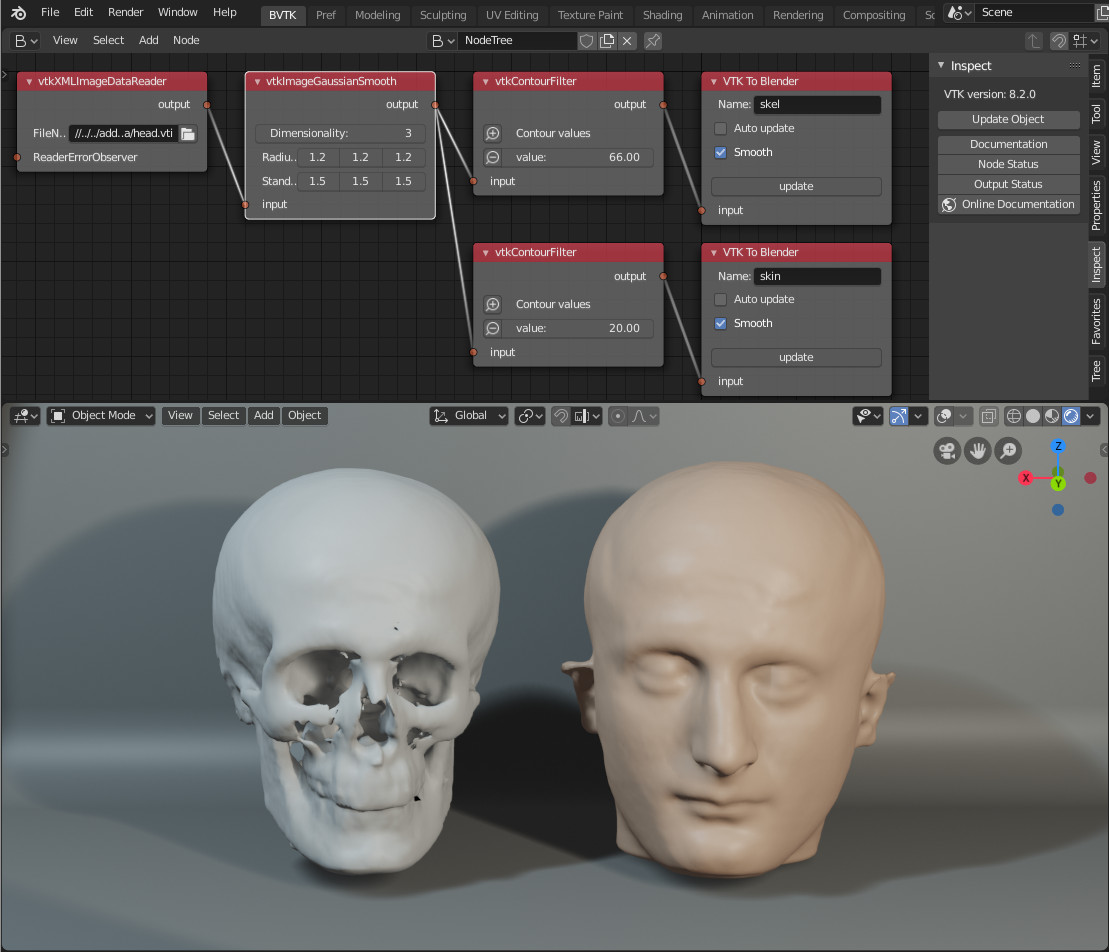 File Edit Render Window Help BVTK Pref Modeling Sculpting UV Editing Texture Paint Shading Animation Rendering Compositing Sc Scene
View Select Add Node NodeTree
vtkXMLImageDataReader
output
FileN.. //../../add..a/head.vti
ReaderErrorObserver
vtkImageGaussianSmooth
output
Dimensionality: 3
Radiu.. 1.2 1.2 1.2
Stand.. 1.5 1.5 1.5
input
vtkContourFilter
output
Contour values
value: 66.00
input
VTK To Blender
Name: skel
Auto update
Smooth
update
input
vtkContourFilter
output
Contour values
value: 20.00
input
VTK To Blender
Name: skin
Auto update
Smooth
update
input
Inspect
VTK version: 8.2.0
Update Object
Documentation
Node Status
Output Status
Online Documentation
Item
Tool
View
Properties
Inspect
Favorites
Tree
Object Mode View Select Add Object Global
Z
X
Y